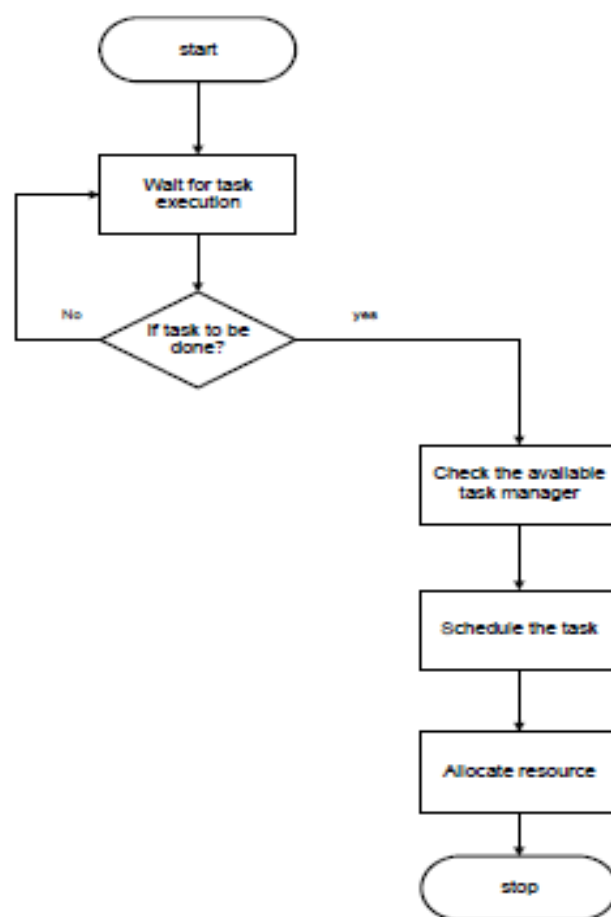 start
Wait for task
execution
No
yes
If task to be
done?
Check the available
task manager
Schedule the task
Allocate resource
stop